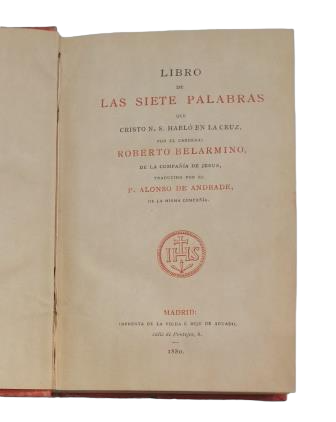 LIBRO
DE
LAS SIETE PALABRAS
QUE
CRISTO N. S. HABLÓ EN LA CRUZ,
POR EL CARDENAL
ROBERTO BELARMINO,
DE LA COMPAÑÍA DE JESUS,
TRADUCIDO POR EL
P. ALONSO DE ANDRADE,
DE LA MISMA COMPAÑÍA.
IHS
MADRID:
IMPRENTA DE LA VIUDA É HIJO DE AGUADO,
calle de Pontejos, 8.
1880.